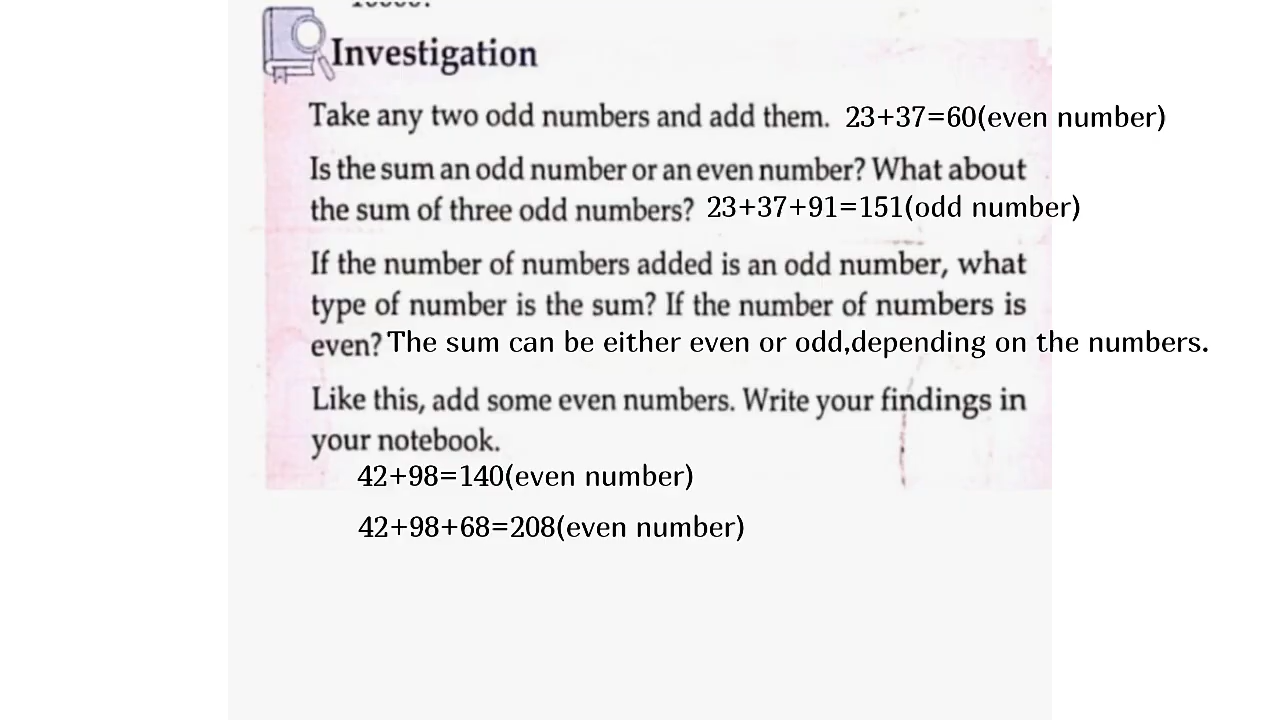 Investigation
Take any two odd numbers and add them. 23+37=60(even number)
Is the sum an odd number or an even number? What about
the sum of three odd numbers? 23+37+91=151(odd number)
If the number of numbers added is an odd number, what
type of number is the sum? If the number of numbers is
even? The sum can be either even or odd,depending on the numbers.
Like this, add some even numbers. Write your findings in
your notebook.
42+98=140(even number)
42+98+68=208(even number)